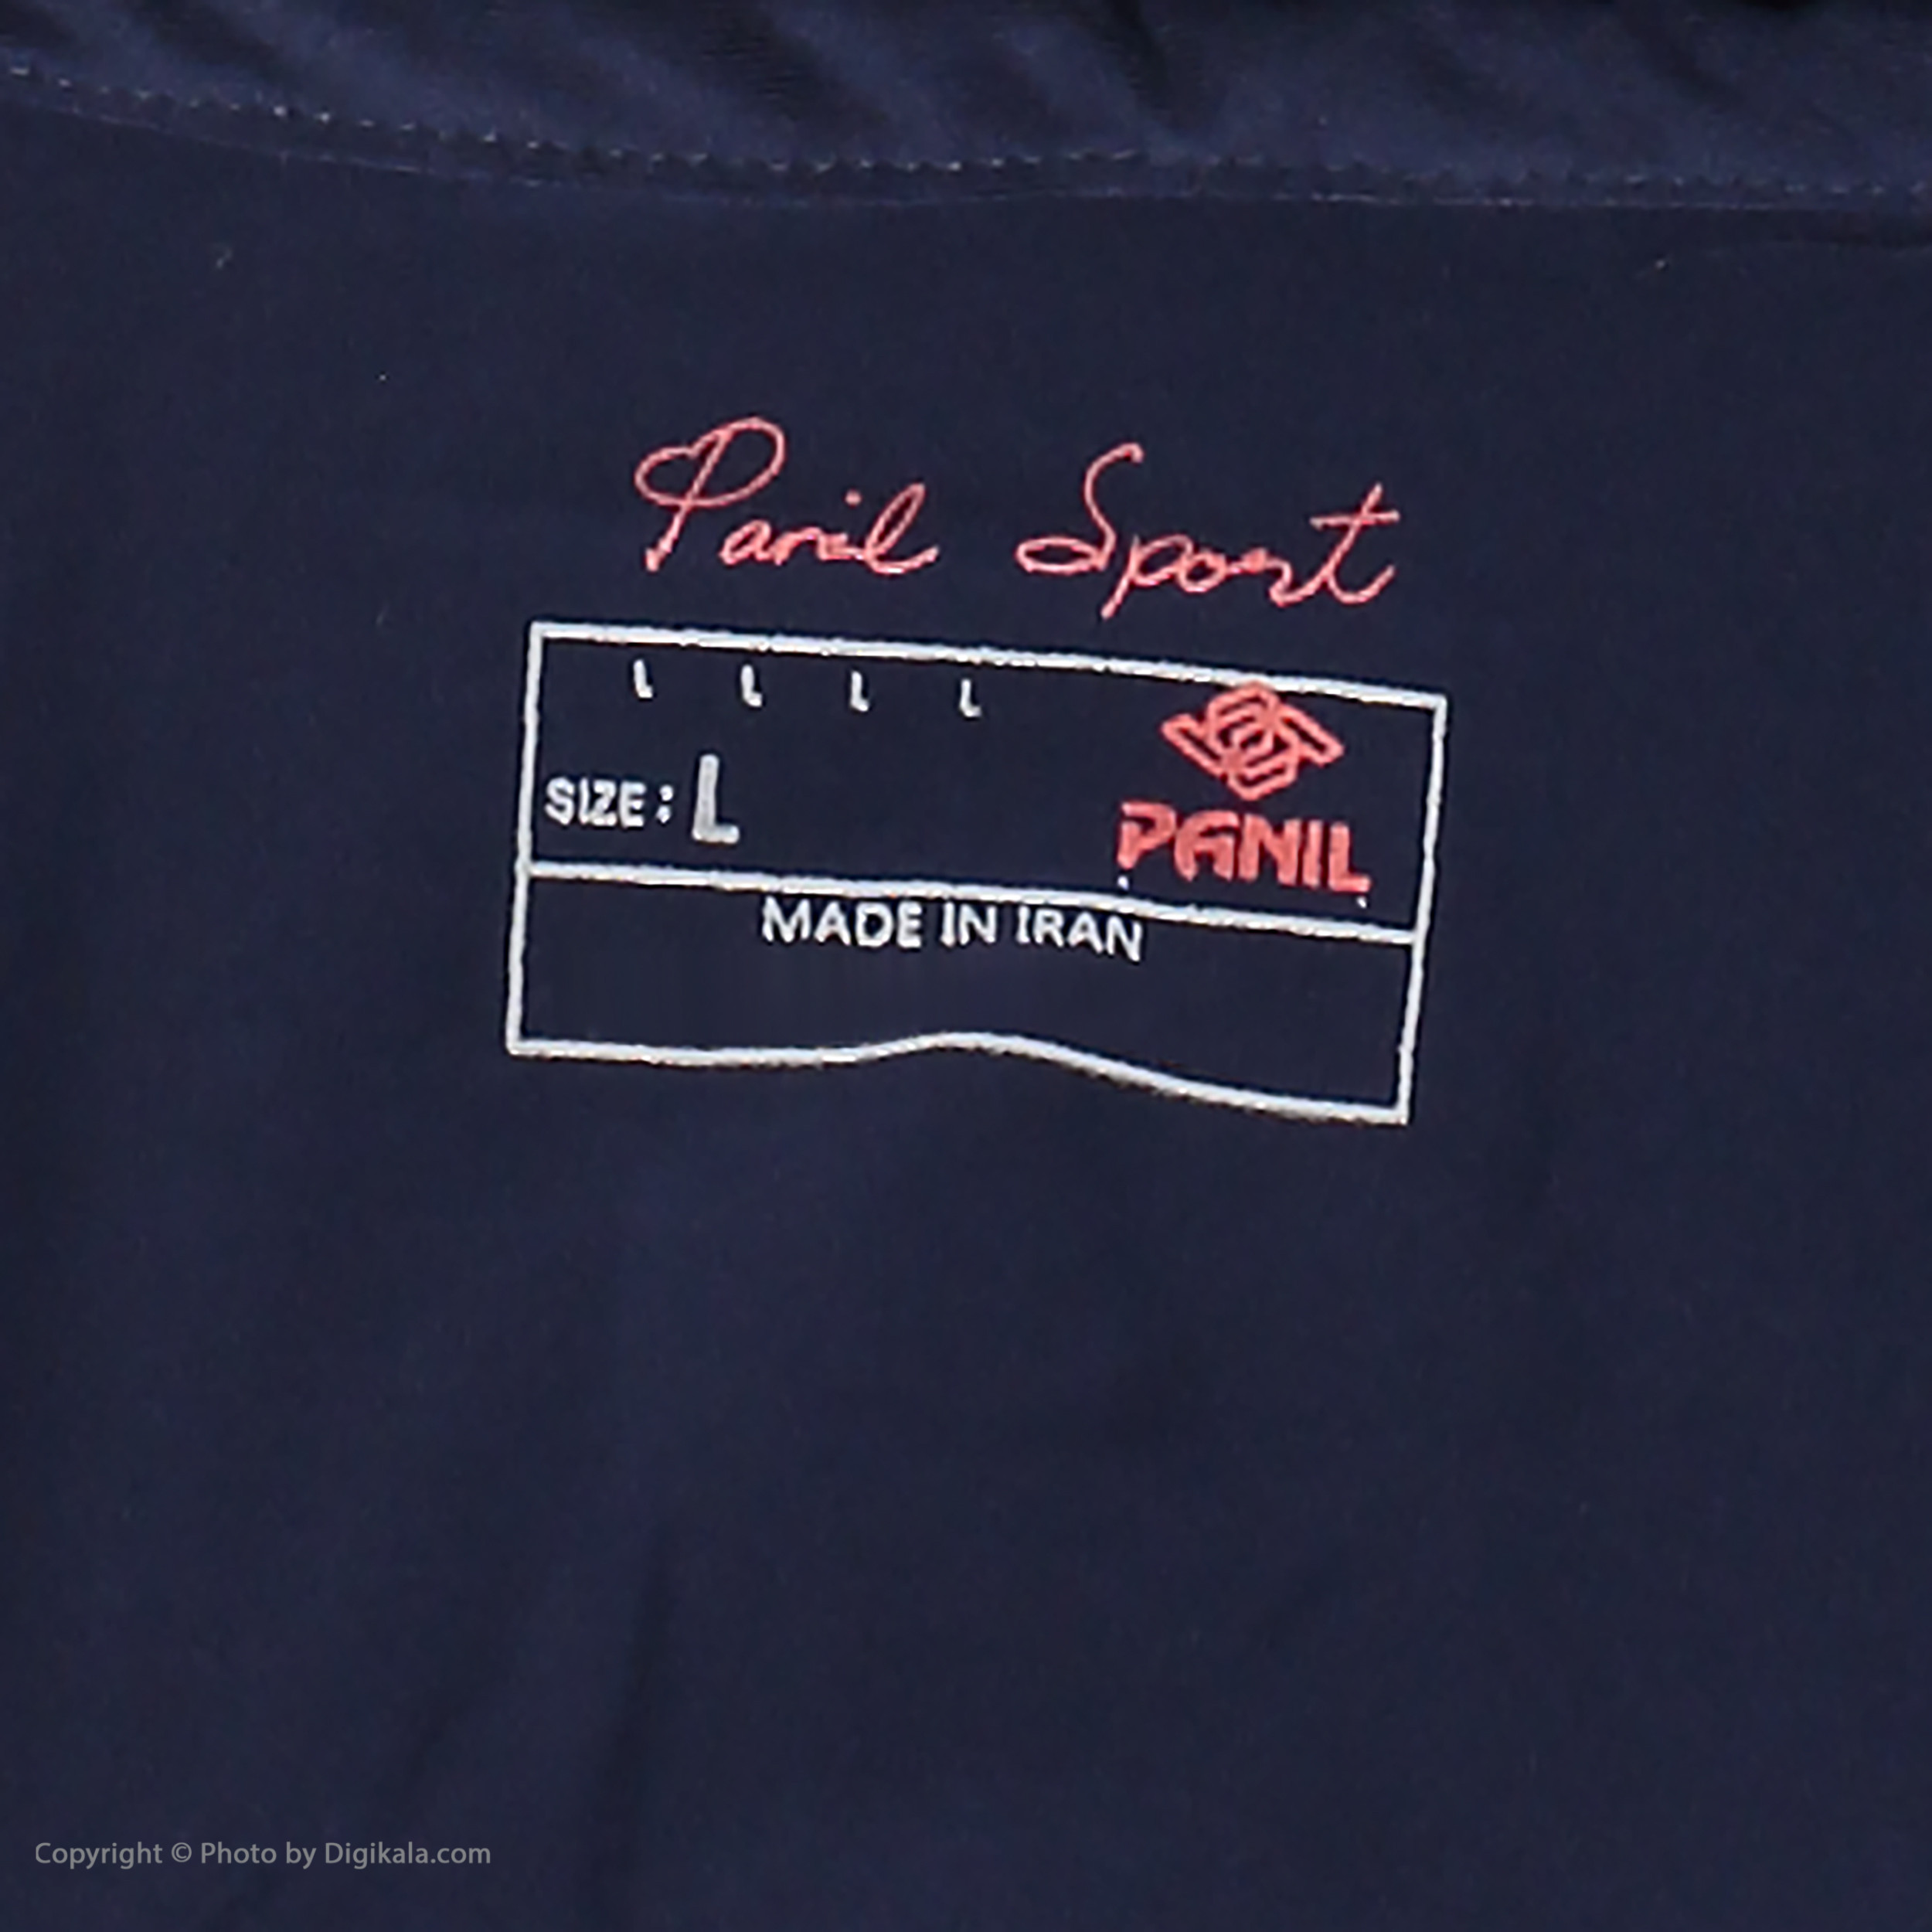 Panil Sport
L L L L
SIZE: L
PANIL
MADE IN IRAN
Copyright © Photo by Digikala.com